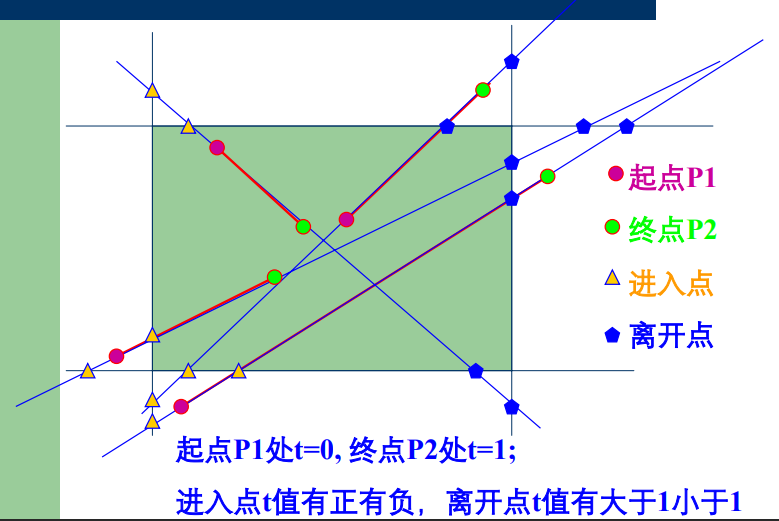 起点P1
终点P2
进入点
离开点
起点P1处t=0, 终点P2处t=1;
进入点t值有正有负，离开点t值有大于1小于1